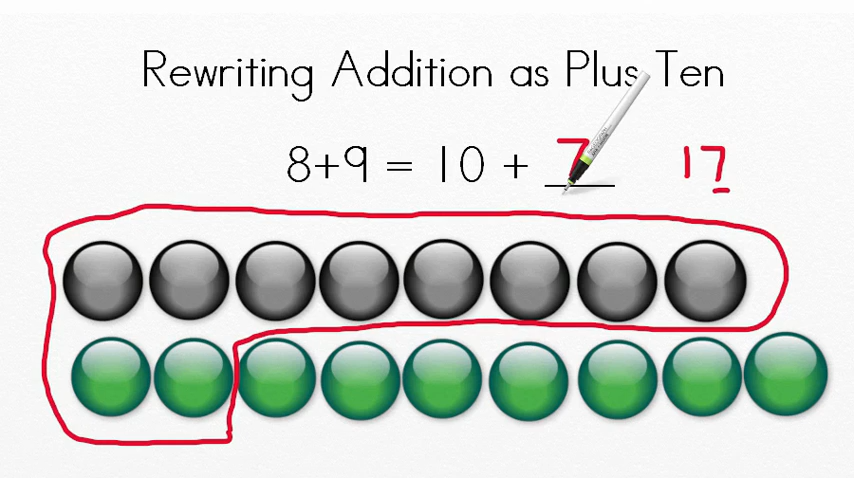 Rewriting Addition as Plus Ten
8+9 = 10 + 7 17